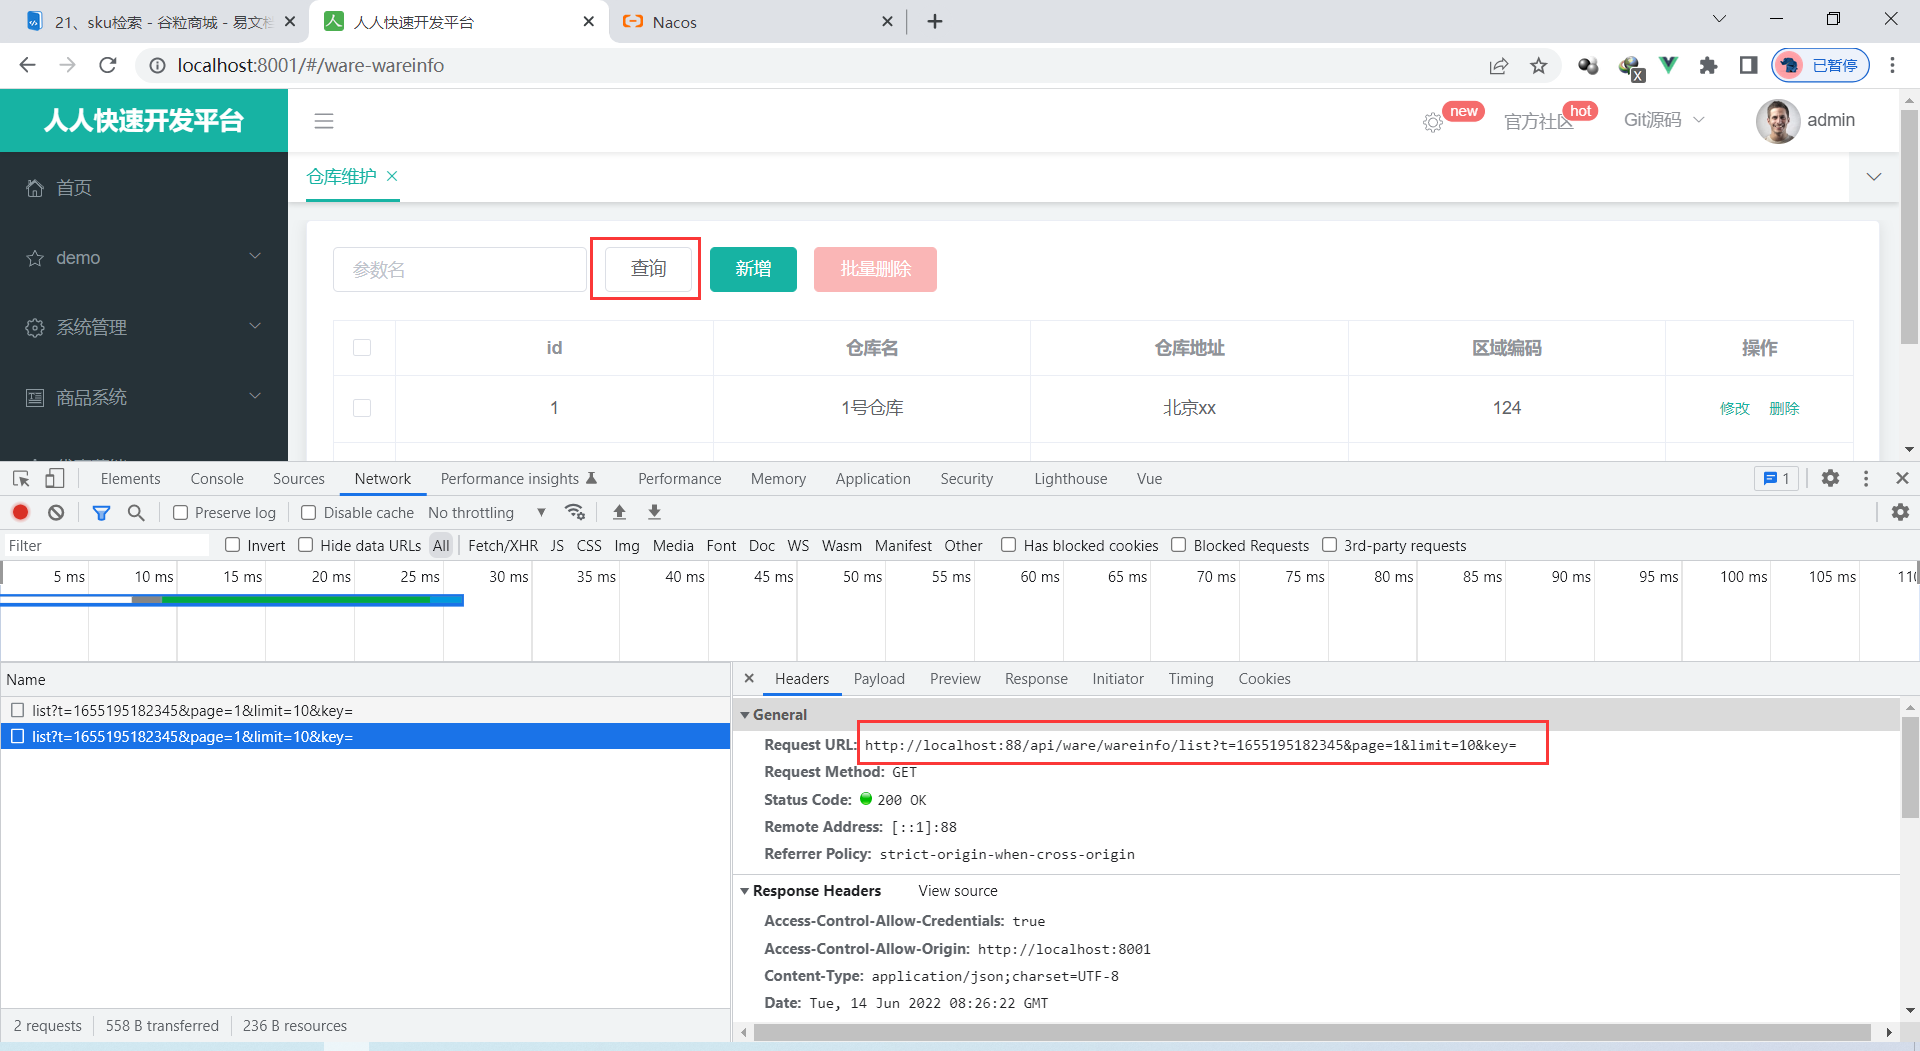 21、sku检索 - 谷粒商城 - 易文档
人人快速开发平台
Nacos
localhost:8001/#/ware-wareinfo
已暂停
人人快速开发平台
new
官方社区
hot
Git源码
admin
首页
仓库维护
demo
系统管理
商品系统
参数名
查询
新增
批量删除
id
仓库名
仓库地址
区域编码
操作
1
1号仓库
北京xx
124
修改
删除
Elements
Console
Sources
Network
Performance insights
Performance
Memory
Application
Security
Lighthouse
Vue
1
Preserve log
Disable cache
No throttling
Filter
Invert
Hide data URLs
All
Fetch/XHR
JS
CSS
Img
Media
Font
Doc
WS
Wasm
Manifest
Other
Has blocked cookies
Blocked Requests
3rd-party requests
5 ms
10 ms
15 ms
20 ms
25 ms
30 ms
35 ms
40 ms
45 ms
50 ms
55 ms
60 ms
65 ms
70 ms
75 ms
80 ms
85 ms
90 ms
95 ms
100 ms
105 ms
Name
list?t=1655195182345&page=1&limit=10&key=
list?t=1655195182345&page=1&limit=10&key=
2 requests
558 B transferred
236 B resources
Headers
Payload
Preview
Response
Initiator
Timing
Cookies
General
Request URL: http://localhost:88/api/ware/wareinfo/list?t=1655195182345&page=1&limit=10&key=
Request Method: GET
Status Code: 200 OK
Remote Address: [::1]:88
Referrer Policy: strict-origin-when-cross-origin
Response Headers
View source
Access-Control-Allow-Credentials: true
Access-Control-Allow-Origin: http://localhost:8001
Content-Type: application/json;charset=UTF-8
Date: Tue, 14 Jun 2022 08:26:22 GMT